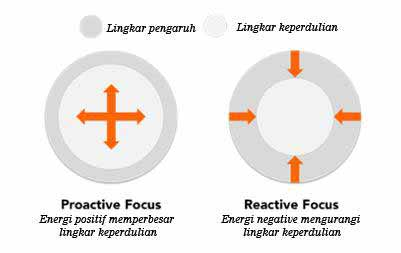 Lingkar pengaruh
Lingkar keperdulian
Proactive Focus
Energi positif memperbesar
lingkar keperdulian
Reactive Focus
Energi negative mengurangi
lingkar keperdulian